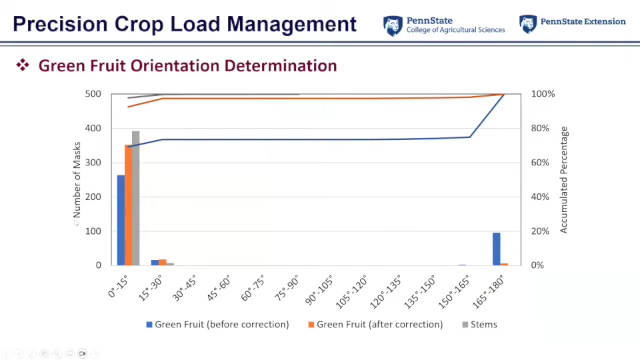 Precision Crop Load Management
PennState
College of Agricultural Sciences
PennState Extension
❖ Green Fruit Orientation Determination
500
400
300
200
100
0
Number of Masks
100%
80%
60%
40%
20%
0%
Accumulated Percentage
0°-15°
15°-30°
30°-45°
45°-60°
60°-75°
75°-90°
90°-105°
105°-120°
120°-135°
135°-150°
150°-165°
165°-180°
Green Fruit (before correction)
Green Fruit (after correction)
Stems